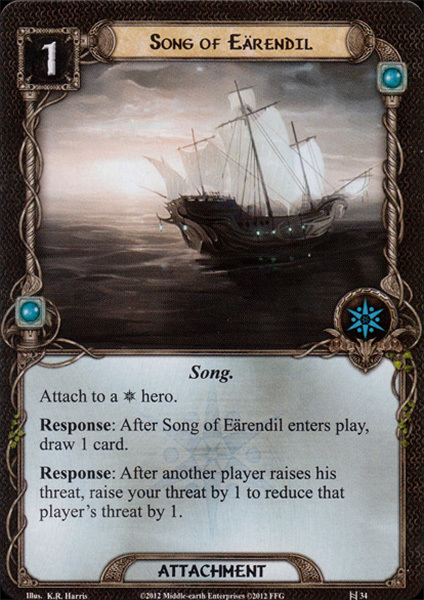 1
SONG OF EÄRENDIL
Song.
Attach to a hero.
Response: After Song of Eärendil enters play,
draw 1 card.
Response: After another player raises his
threat, raise your threat by 1 to reduce that
player's threat by 1.
ATTACHMENT
Illus. K.R. Harris ©2012 Middle-earth Enterprises ©2012 FFG 34